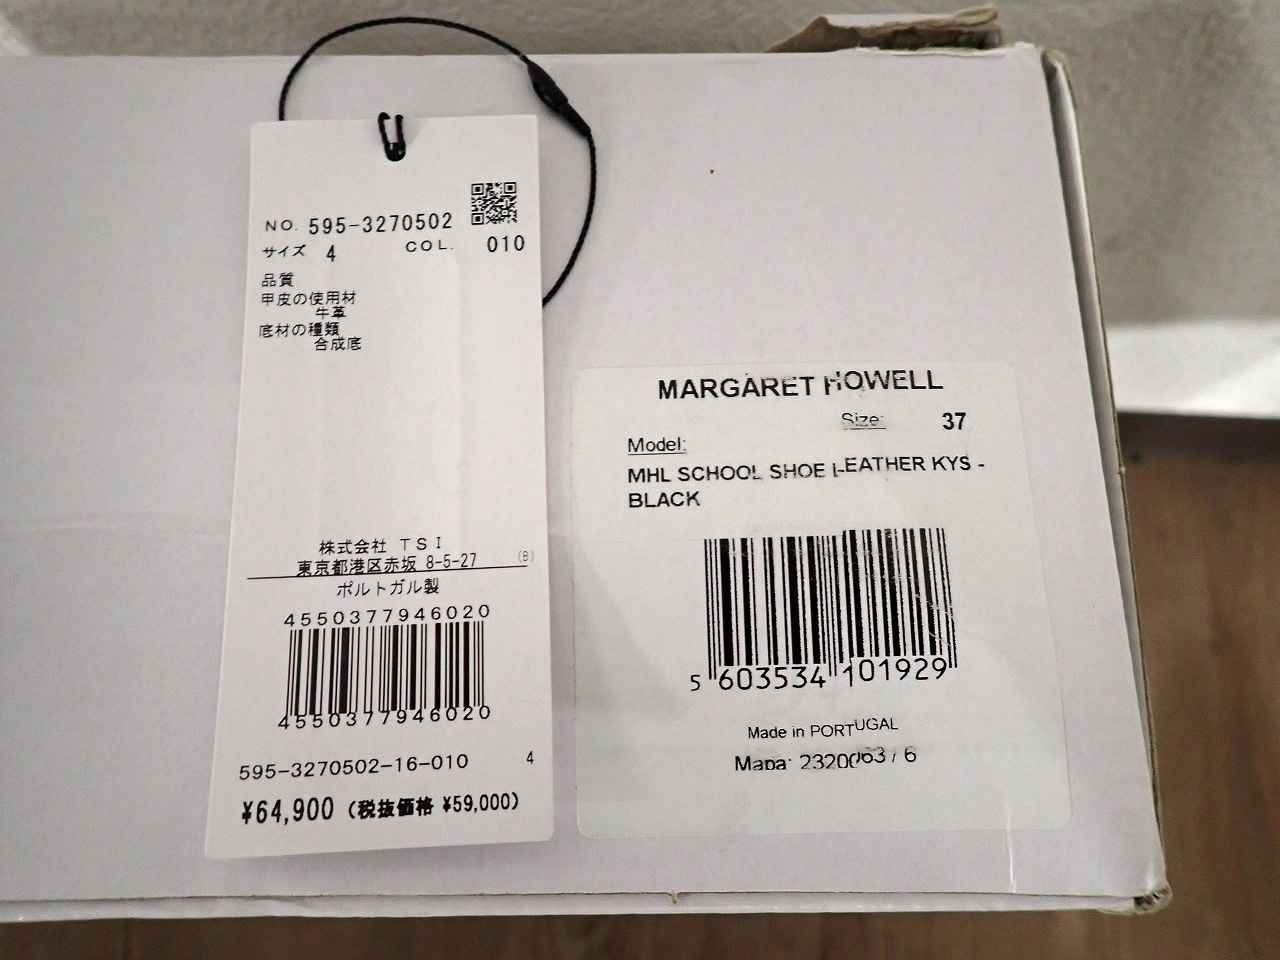 NO. 595-3270502
サイズ 4 COL. 010
品質
甲皮の使用材
牛革
底材の種類
合成底
株式会社 TSI
東京都港区赤坂 8-5-27 (B)
ポルトガル製
4550377946020
4550377946020
595-3270502-16-010 4
¥64,900 (税抜価格 ¥59,000)
MARGARET HOWELL
Size: 37
Model:
MHL SCHOOL SHOE LEATHER KYS -
BLACK
5 603534 101929
Made in PORTUGAL
Mapa: 2320063 / 6